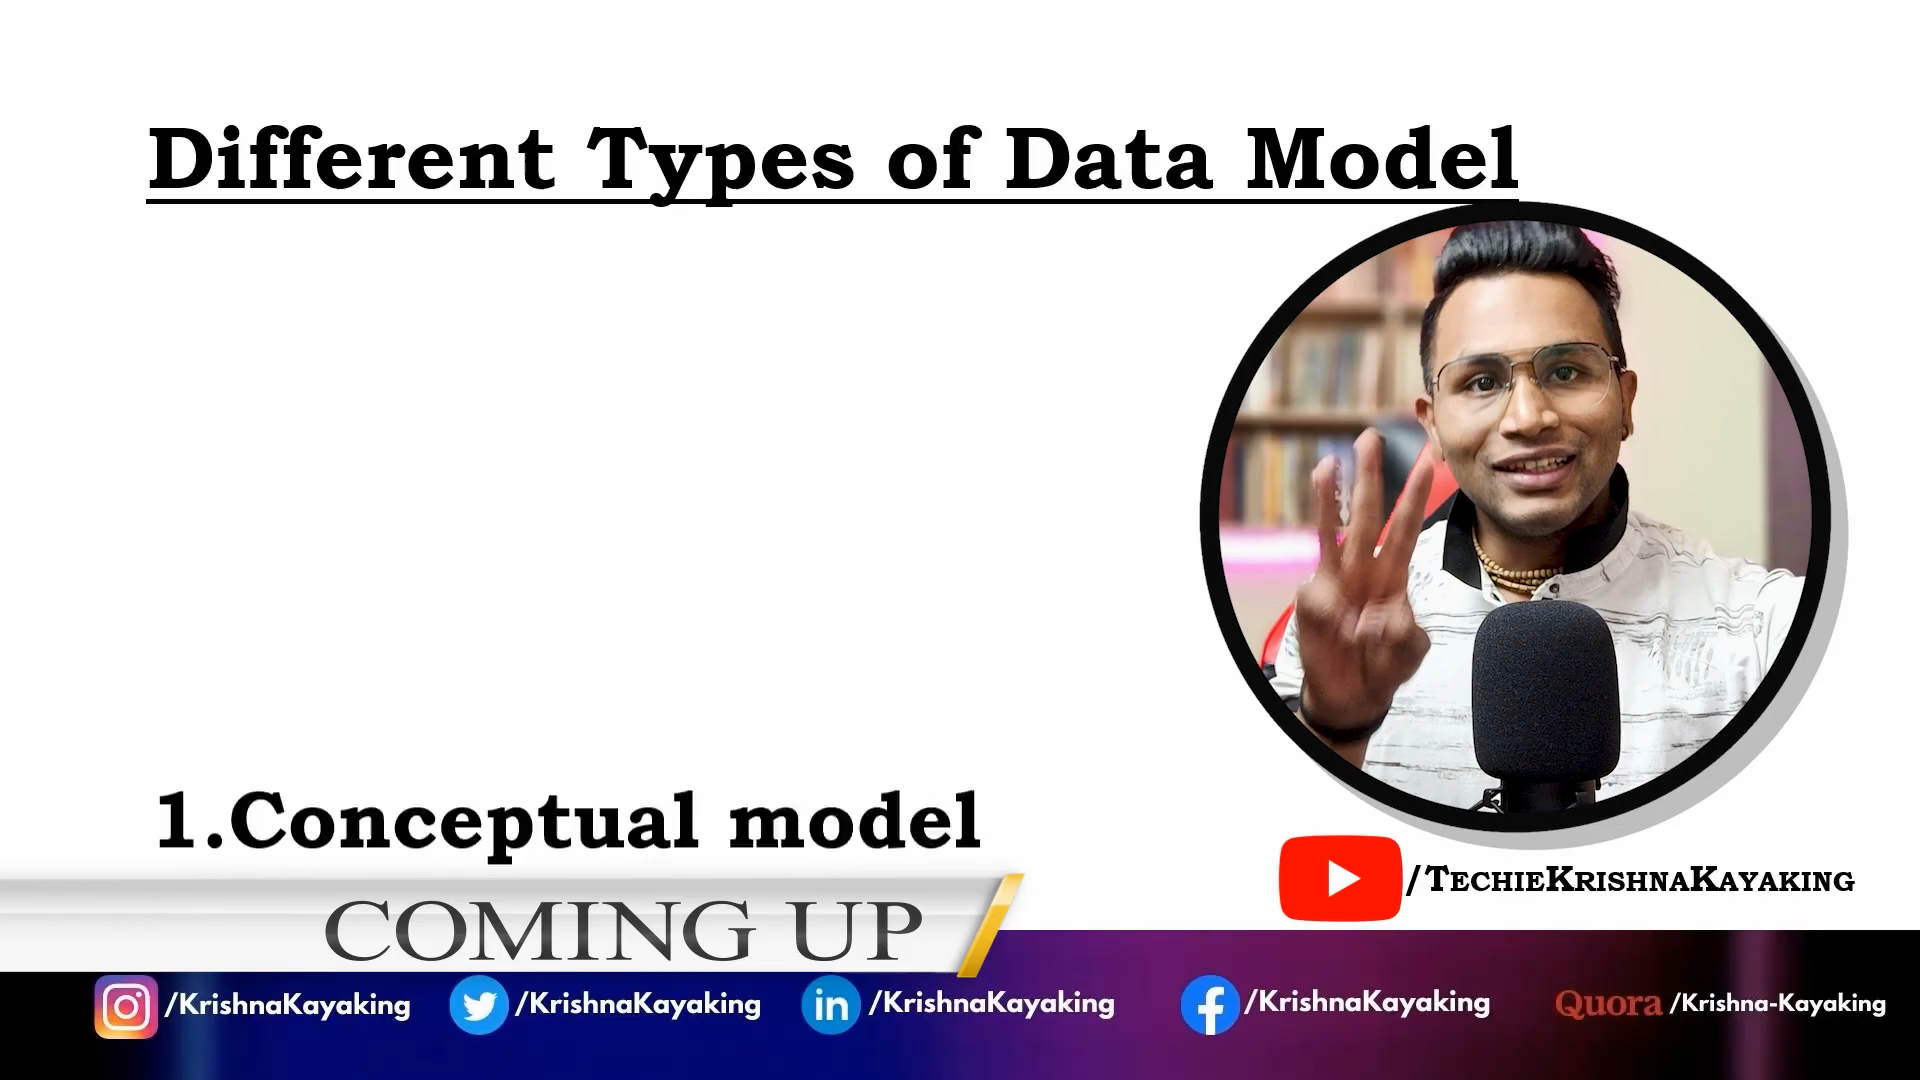 Different Types of Data Model
1.Conceptual model
/TechieKrishnaKayaking
COMING UP
/KrishnaKayaking
/KrishnaKayaking
/KrishnaKayaking
/KrishnaKayaking
Quora /Krishna-Kayaking